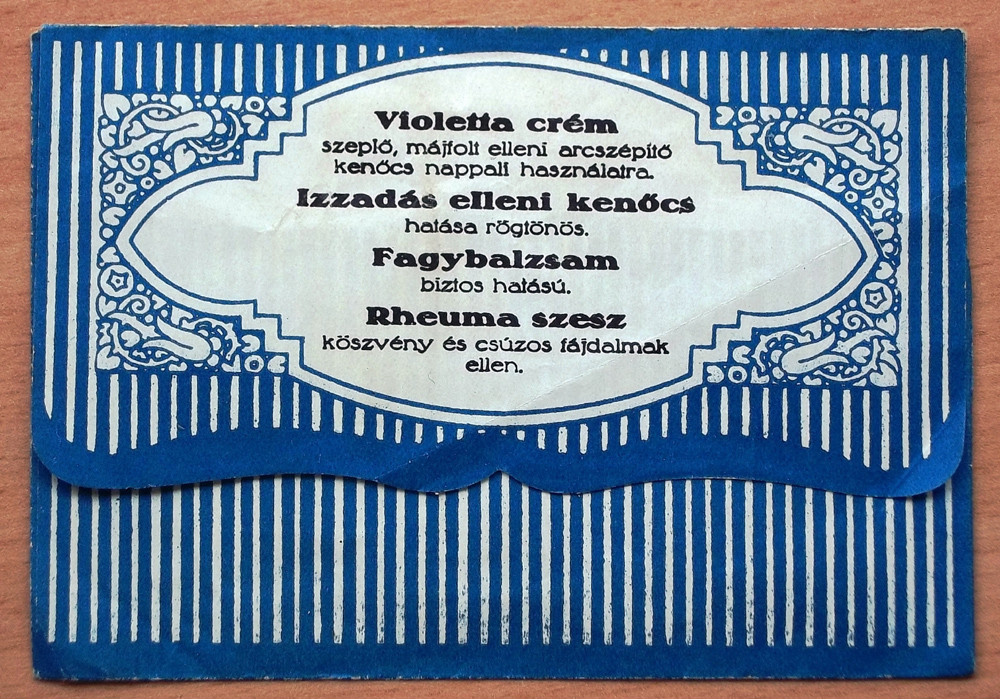 Violetta crém
szeplő, májfolt elleni arcszépítő
kenőcs nappali használatra.
Izzadás elleni kenőcs
hatása rögtönös.
Fagybalzsam
biztos hatású.
Rheuma szesz
köszvény és csúzos fájdalmak
ellen.